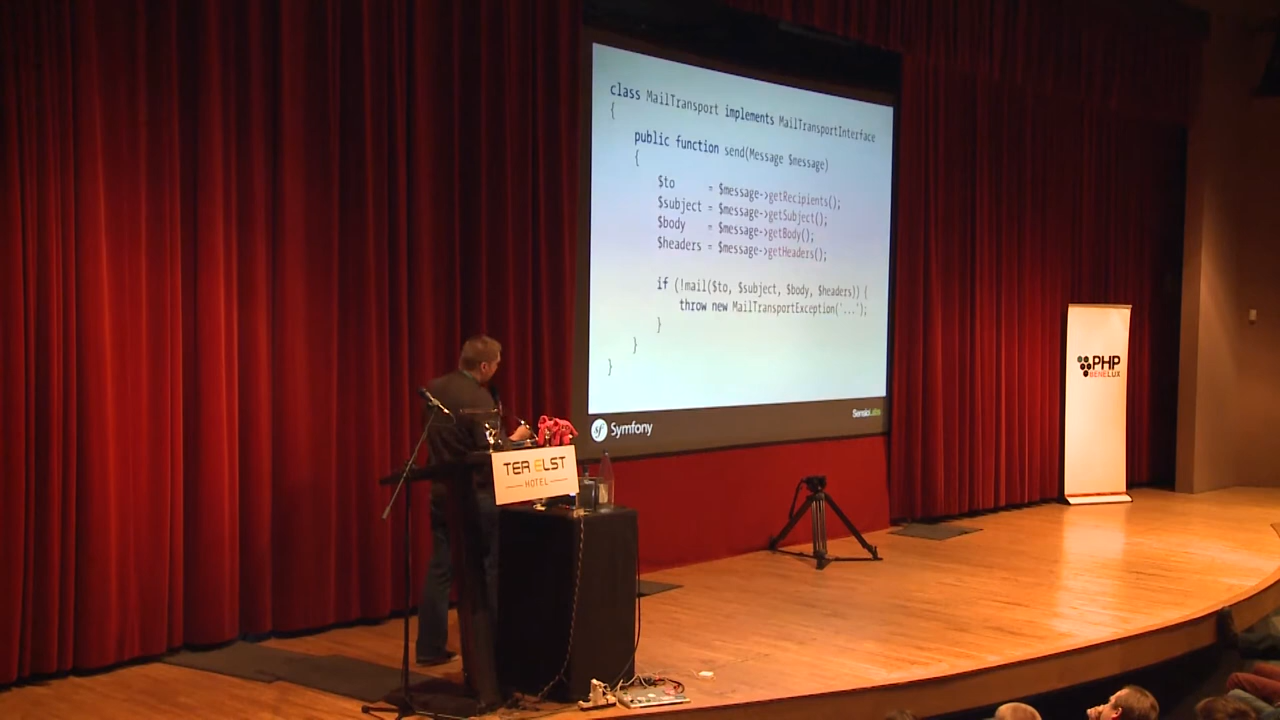 class MailTransport implements MailTransportInterface
{
public function send(Message $message)
{
$to = $message->getRecipients();
$subject = $message->getSubject();
$body = $message->getBody();
$headers = $message->getHeaders();
if (!mail($to, $subject, $body, $headers)) {
throw new MailTransportException('...');
}
}
}
sf Symfony
SensioLabs
PHP
BENELUX
TER ELST
HOTEL